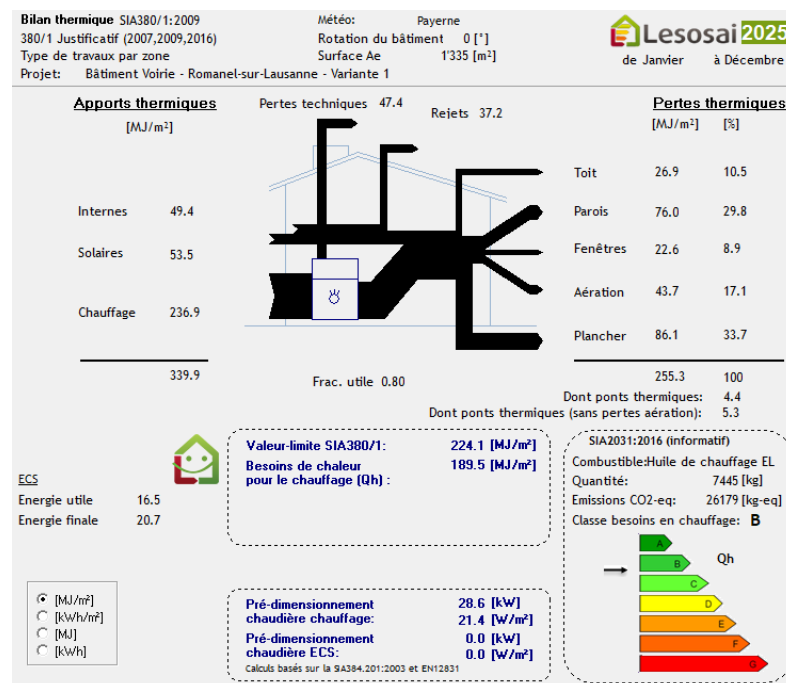 Bilan thermique SIA380/1:2009
Météo: Payerne
Lesosai 2025
380/1 Justificatif (2007,2009,2016)
Rotation du bâtiment 0 [°]
Type de travaux par zone
Surface Ae 1'335 [m²]
de Janvier à Décembre
Projet: Bâtiment Voirie - Romanel-sur-Lausanne - Variante 1
Apports thermiques
[MJ/m²]
Pertes techniques 47.4
Rejets 37.2
Pertes thermiques
[MJ/m²] [%]
Toit 26.9 10.5
Internes 49.4
Parois 76.0 29.8
Solaires 53.5
Fenêtres 22.6 8.9
Aération 43.7 17.1
Chauffage 236.9
Plancher 86.1 33.7
339.9
Frac. utile 0.80
255.3 100
Dont ponts thermiques: 4.4
Dont ponts thermiques (sans pertes aération): 5.3
Valeur-limite SIA380/1: 224.1 [MJ/m²]
Besoins de chaleur
pour le chauffage (Qh) : 189.5 [MJ/m²]
SIA2031:2016 (informatif)
Combustible:Huile de chauffage EL
Quantité: 7445 [kg]
Emissions CO2-eq: 26179 [kg-eq]
Classe besoins en chauffage: B
ECS
Energie utile 16.5
Energie finale 20.7
A
B
C
D
E
F
G
Qh
[MJ/m²]
[kWh/m²]
[MJ]
[kWh]
Pré-dimensionnement
chaudière chauffage:
28.6 [kW]
21.4 [W/m²]
Pré-dimensionnement
chaudière ECS:
0.0 [kW]
0.0 [W/m²]
Calculs basés sur la SIA384.201:2003 et EN12831